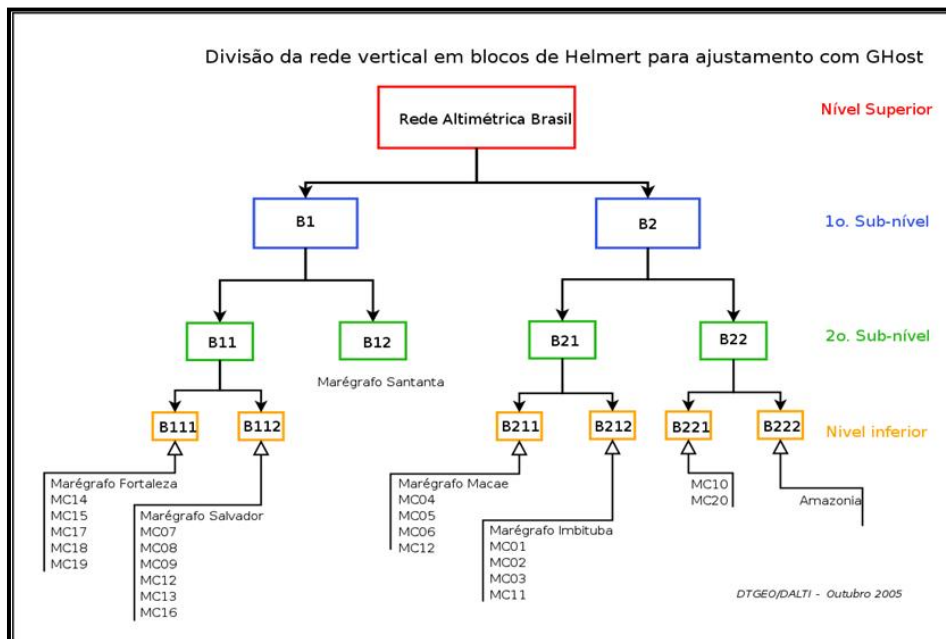 Divisão da rede vertical em blocos de Helmert para ajustamento com GHost
Rede Altimétrica Brasil
Nível Superior
B1
B2
1o. Sub-nível
B11
B12
B21
B22
2o. Sub-nível
Marégrafo Santanta
B111
B112
B211
B212
B221
B222
Nivel inferior
Marégrafo Fortaleza
MC14
MC15
MC17
MC18
MC19
Marégrafo Salvador
MC07
MC08
MC09
MC12
MC13
MC16
Marégrafo Macae
MC04
MC05
MC06
MC12
Marégrafo Imbituba
MC01
MC02
MC03
MC11
MC10
MC20
Amazonia
DTGEO/DALTI - Outubro 2005